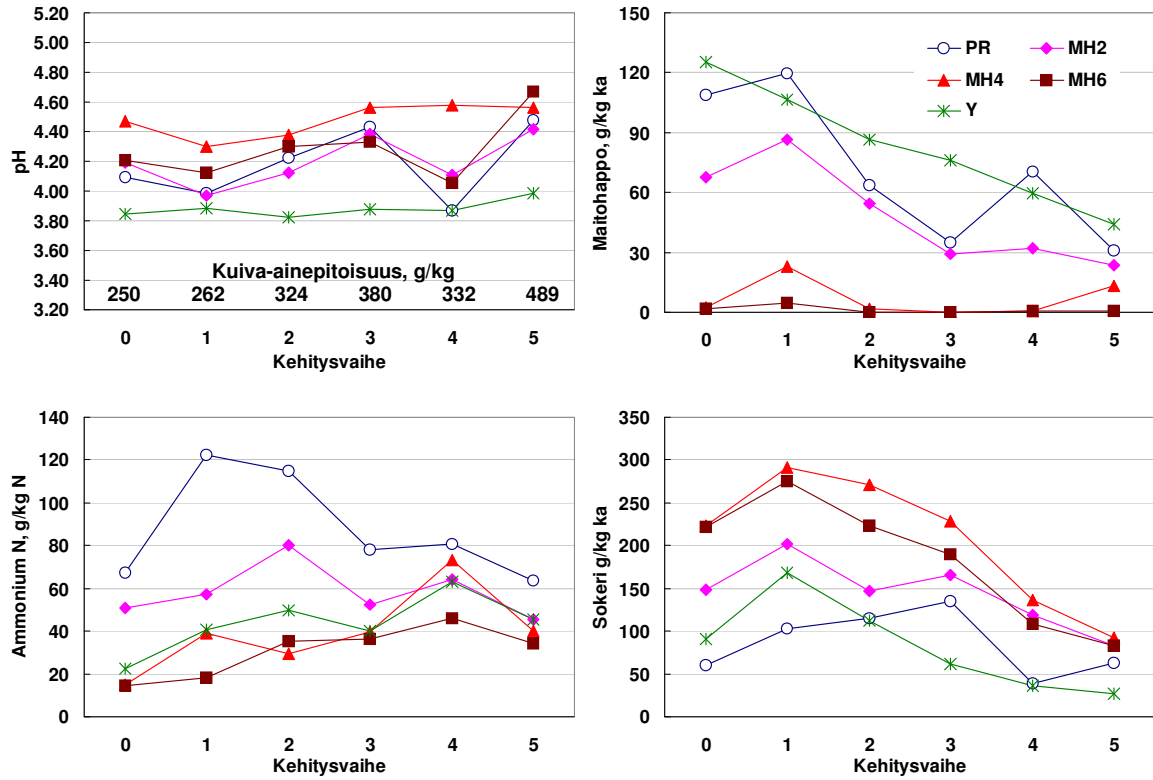 pH
5.20
5.00
4.80
4.60
4.40
4.20
4.00
3.80
3.60
3.40
3.20
Kuiva-ainepitoisuus, g/kg
250 262 324 380 332 489
0 1 2 3 4 5
Kehitysvaihe
Maitohappo, g/kg ka
150
120
90
60
30
0
PR MH2
MH4 MH6
Y
0 1 2 3 4 5
Kehitysvaihe
Ammonium N, g/kg N
140
120
100
80
60
40
20
0
0 1 2 3 4 5
Kehitysvaihe
Sokeri g/kg ka
350
300
250
200
150
100
50
0
0 1 2 3 4 5
Kehitysvaihe